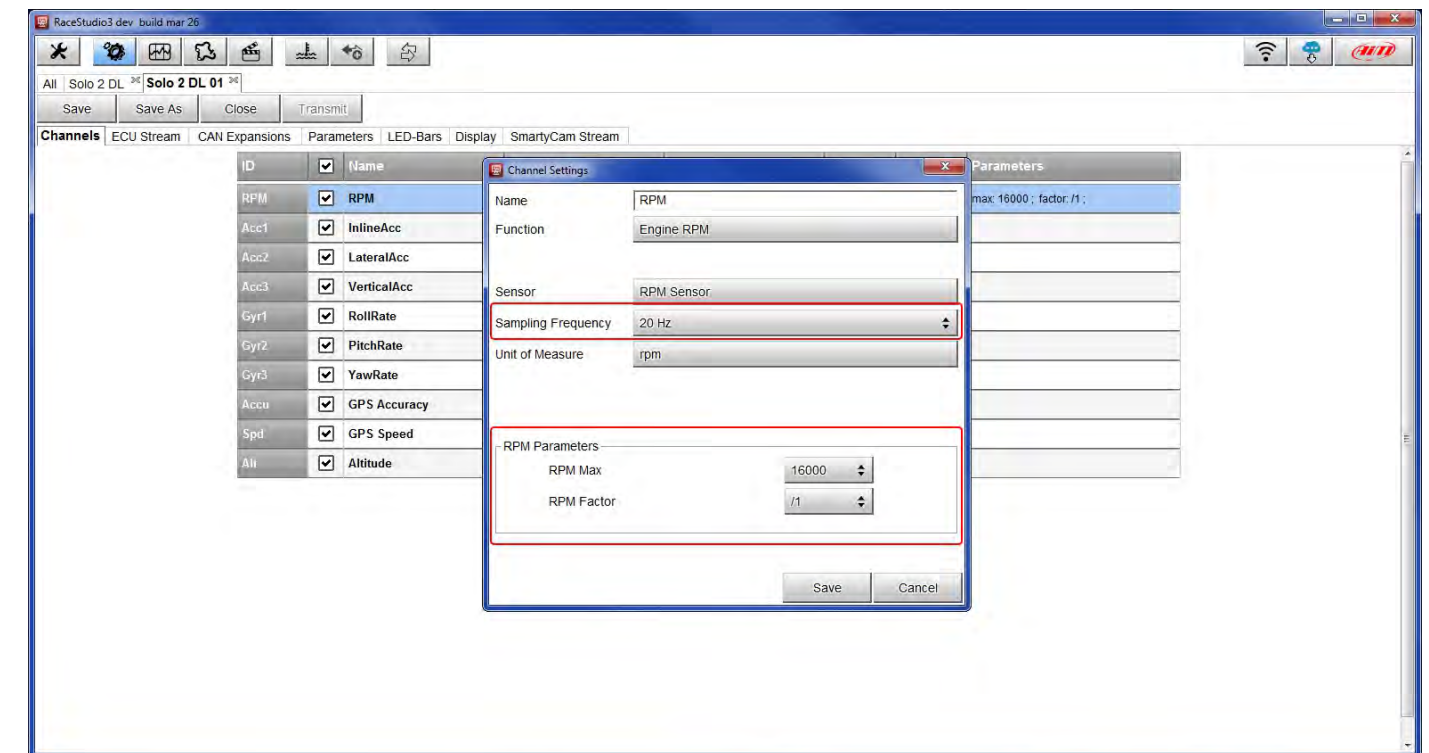 RaceStudio3 dev build mar 26
AiM
All Solo 2 DL Solo 2 DL 01
Save Save As Close Transmit
Channels ECU Stream CAN Expansions Parameters LED-Bars Display SmartyCam Stream
ID Name Parameters
RPM RPM max: 16000 ; factor: /1 ;
Acc1 InlineAcc
Acc2 LateralAcc
Acc3 VerticalAcc
Gyr1 RollRate
Gyr2 PitchRate
Gyr3 YawRate
Accu GPS Accuracy
Spd GPS Speed
Alt Altitude
Channel Settings
Name RPM
Function Engine RPM
Sensor RPM Sensor
Sampling Frequency 20 Hz
Unit of Measure rpm
RPM Parameters
RPM Max 16000
RPM Factor /1
Save Cancel